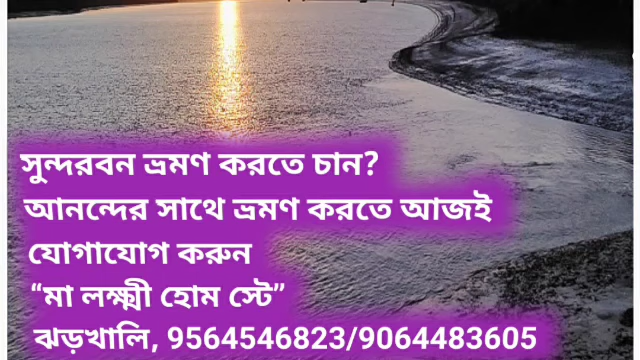 সুন্দরবন ভ্রমণ করতে চান?
আনন্দের সাথে ভ্রমণ করতে আজই
যোগাযোগ করুন
“মা লক্ষ্মী হোম স্টে”
ঝড়খালি, 9564546823/9064483605